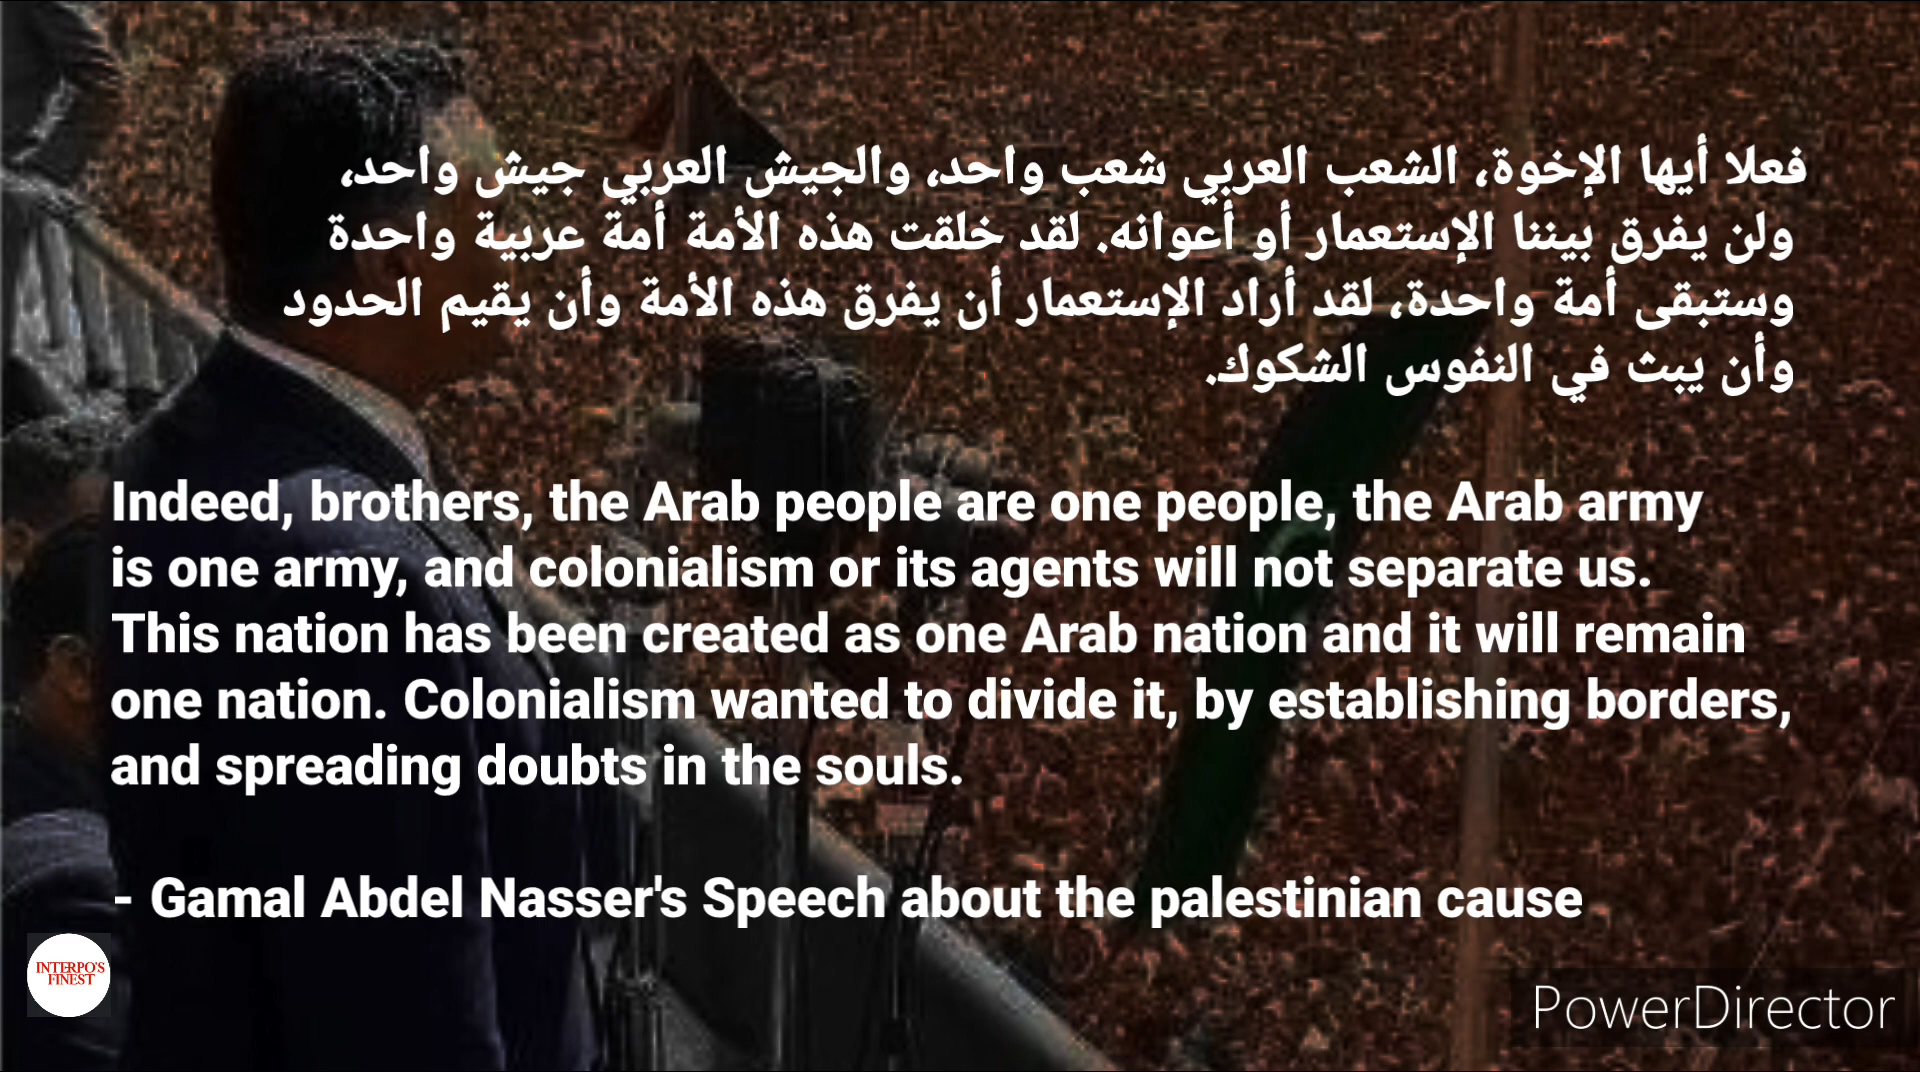 فعلا أيها الإخوة، الشعب العربي شعب واحد، والجيش العربي جيش واحد،
ولن يفرق بيننا الإستعمار أو أعوانه. لقد خلقت هذه الأمة أمة عربية واحدة
وستبقى أمة واحدة، لقد أراد الإستعمار أن يفرق هذه الأمة وأن يقيم الحدود
وأن يبث في النفوس الشكوك.
Indeed, brothers, the Arab people are one people, the Arab army
is one army, and colonialism or its agents will not separate us.
This nation has been created as one Arab nation and it will remain
one nation. Colonialism wanted to divide it, by establishing borders,
and spreading doubts in the souls.
- Gamal Abdel Nasser's Speech about the palestinian cause
INTERPO'S
FINEST
PowerDirector